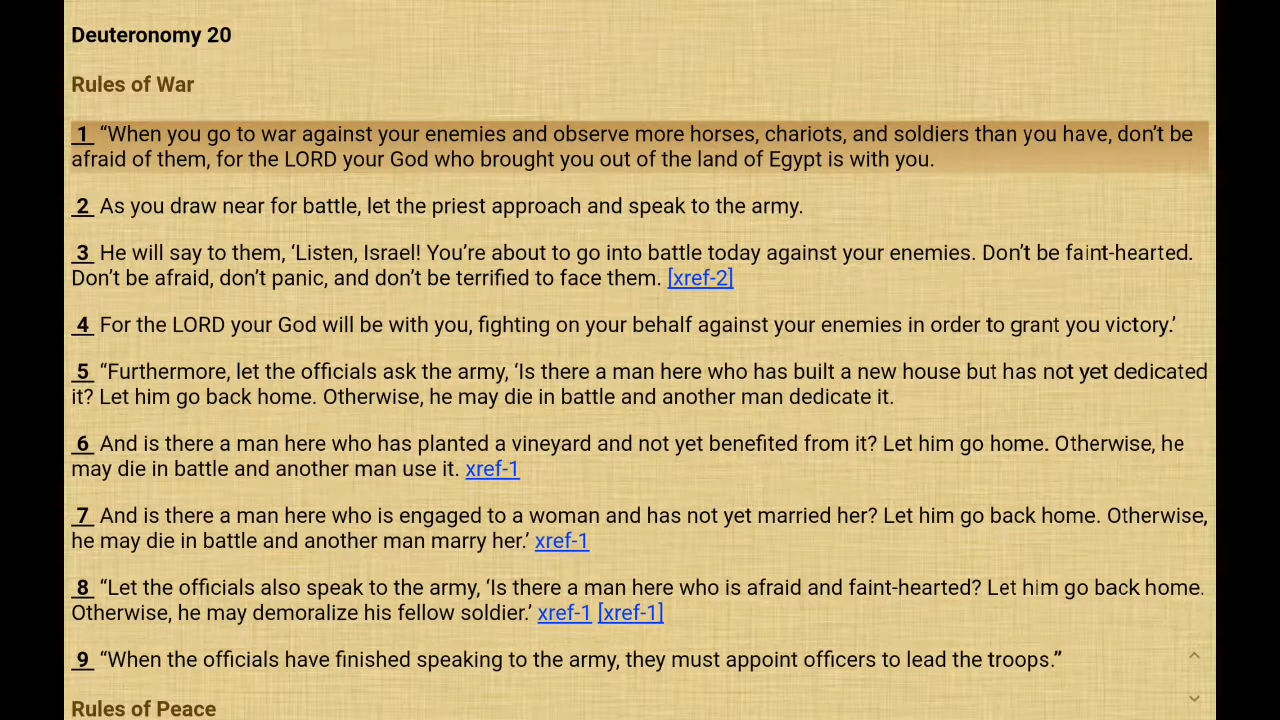 Deuteronomy 20
Rules of War
1 “When you go to war against your enemies and observe more horses, chariots, and soldiers than you have, don’t be
afraid of them, for the LORD your God who brought you out of the land of Egypt is with you.
2 As you draw near for battle, let the priest approach and speak to the army.
3 He will say to them, ‘Listen, Israel! You’re about to go into battle today against your enemies. Don’t be faint-hearted.
Don’t be afraid, don’t panic, and don’t be terrified to face them. [xref-2]
4 For the LORD your God will be with you, fighting on your behalf against your enemies in order to grant you victory.’
5 “Furthermore, let the officials ask the army, ‘Is there a man here who has built a new house but has not yet dedicated
it? Let him go back home. Otherwise, he may die in battle and another man dedicate it.
6 And is there a man here who has planted a vineyard and not yet benefited from it? Let him go home. Otherwise, he
may die in battle and another man use it. xref-1
7 And is there a man here who is engaged to a woman and has not yet married her? Let him go back home. Otherwise,
he may die in battle and another man marry her.’ xref-1
8 “Let the officials also speak to the army, ‘Is there a man here who is afraid and faint-hearted? Let him go back home.
Otherwise, he may demoralize his fellow soldier.’ xref-1 [xref-1]
9 “When the officials have finished speaking to the army, they must appoint officers to lead the troops.”
Rules of Peace